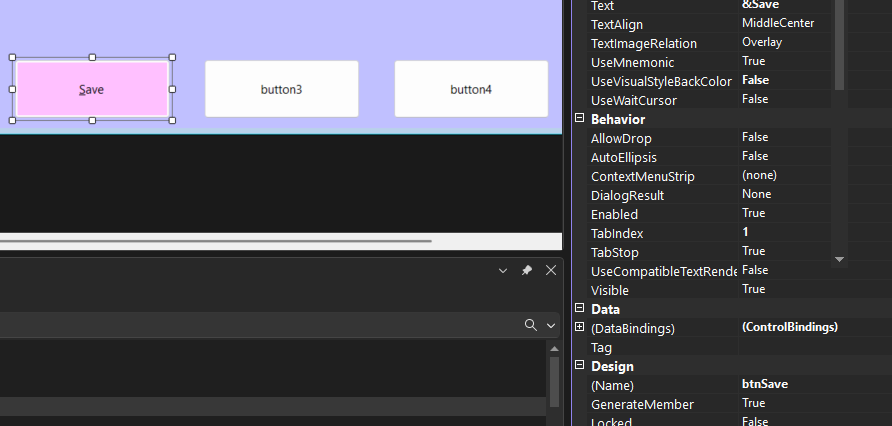 Save
button3
button4
Text &Save
TextAlign MiddleCenter
TextImageRelation Overlay
UseMnemonic True
UseVisualStyleBackColor False
UseWaitCursor False
Behavior
AllowDrop False
AutoEllipsis False
ContextMenuStrip (none)
DialogResult None
Enabled True
TabIndex 1
TabStop True
UseCompatibleTextRende False
Visible True
Data
(DataBindings) (ControlBindings)
Tag
Design
(Name) btnSave
GenerateMember True
Locked False